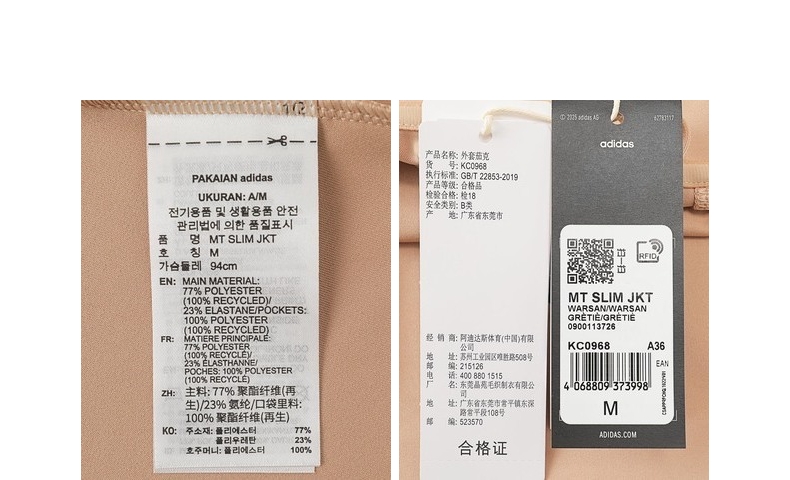 PAKAIAN adidas
UKURAN: A/M
전기용품 및 생활용품 안전
관리법에 의한 품질표시
품 명 MT SLIM JKT
호 칭 M
가슴둘레 94cm
EN: MAIN MATERIAL:
77% POLYESTER
(100% RECYCLED)/
23% ELASTANE/POCKETS:
100% POLYESTER
(100% RECYCLED)
FR: MATIERE PRINCIPALE:
77% POLYESTER
(100% RECYCLÉ)/
23% ÉLASTHANNE/
POCHES: 100% POLYESTER
(100% RECYCLÉ)
ZH: 主料: 77% 聚酯纤维(再
生)/23% 氨纶/口袋里料:
100% 聚酯纤维(再生)
KO: 주소재: 폴리에스터 77%
폴리우레탄 23%
호주머니: 폴리에스터 100%
产品名称: 外套茄克
货 号: KC0968
执行标准: GB/T 22853-2019
产品等级: 合格品
检验合格: 检18
安全类别: B类
产 地: 广东省东莞市
经 销 商: 阿迪达斯体育(中国)有限
公司
地 址: 苏州工业园区唯胜路508号
邮 编: 215126
电 话: 400 880 1515
厂 名: 东莞晶苑毛织制衣有限公
司
地 址: 广东省东莞市常平镇东深
路常平段108号
邮 编: 523570
合格证
© 2025 adidas AG
62783117
adidas
RFID
MT SLIM JKT
WARSAN/WARSAN
GRÈTIÈ/GRÈTIÈ
0900113726
KC0968 A36
EAN
4 068809 373998
M
ADIDAS.COM